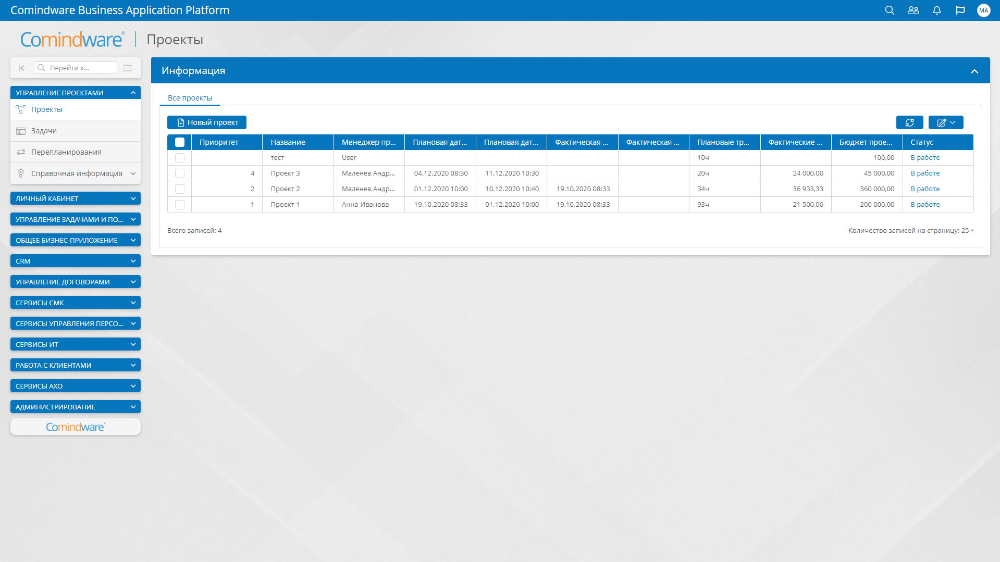 Comindware Business Application Platform
MA
Comindware®
Проекты
Перейти к...
УПРАВЛЕНИЕ ПРОЕКТАМИ
Проекты
Задачи
Перепланирования
Справочная информация
ЛИЧНЫЙ КАБИНЕТ
УПРАВЛЕНИЕ ЗАДАЧАМИ И ПО...
ОБЩЕЕ БИЗНЕС-ПРИЛОЖЕНИЕ
CRM
УПРАВЛЕНИЕ ДОГОВОРАМИ
СЕРВИСЫ СМК
СЕРВИСЫ УПРАВЛЕНИЯ ПЕРСО...
СЕРВИСЫ ИТ
РАБОТА С КЛИЕНТАМИ
СЕРВИСЫ АХО
АДМИНИСТРИРОВАНИЕ
Comindware®
Информация
Все проекты
Новый проект
Приоритет Название Менеджер пр... Плановая дат... Плановая дат... Фактическая ... Фактическая ... Плановые тр... Фактические ... Бюджет прое... Статус
тест User 10ч 100,00 В работе
4 Проект 3 Маленев Андр... 04.12.2020 08:30 11.12.2020 10:30 20ч 24 000,00 45 000,00 В работе
2 Проект 2 Маленев Андр... 01.12.2020 10:00 10.12.2020 10:40 19.10.2020 08:33 34ч 36 933,33 360 000,00 В работе
1 Проект 1 Анна Иванова 19.10.2020 08:33 01.12.2020 10:00 19.10.2020 08:33 93ч 21 500,00 200 000,00 В работе
Всего записей: 4
Количество записей на страницу: 25